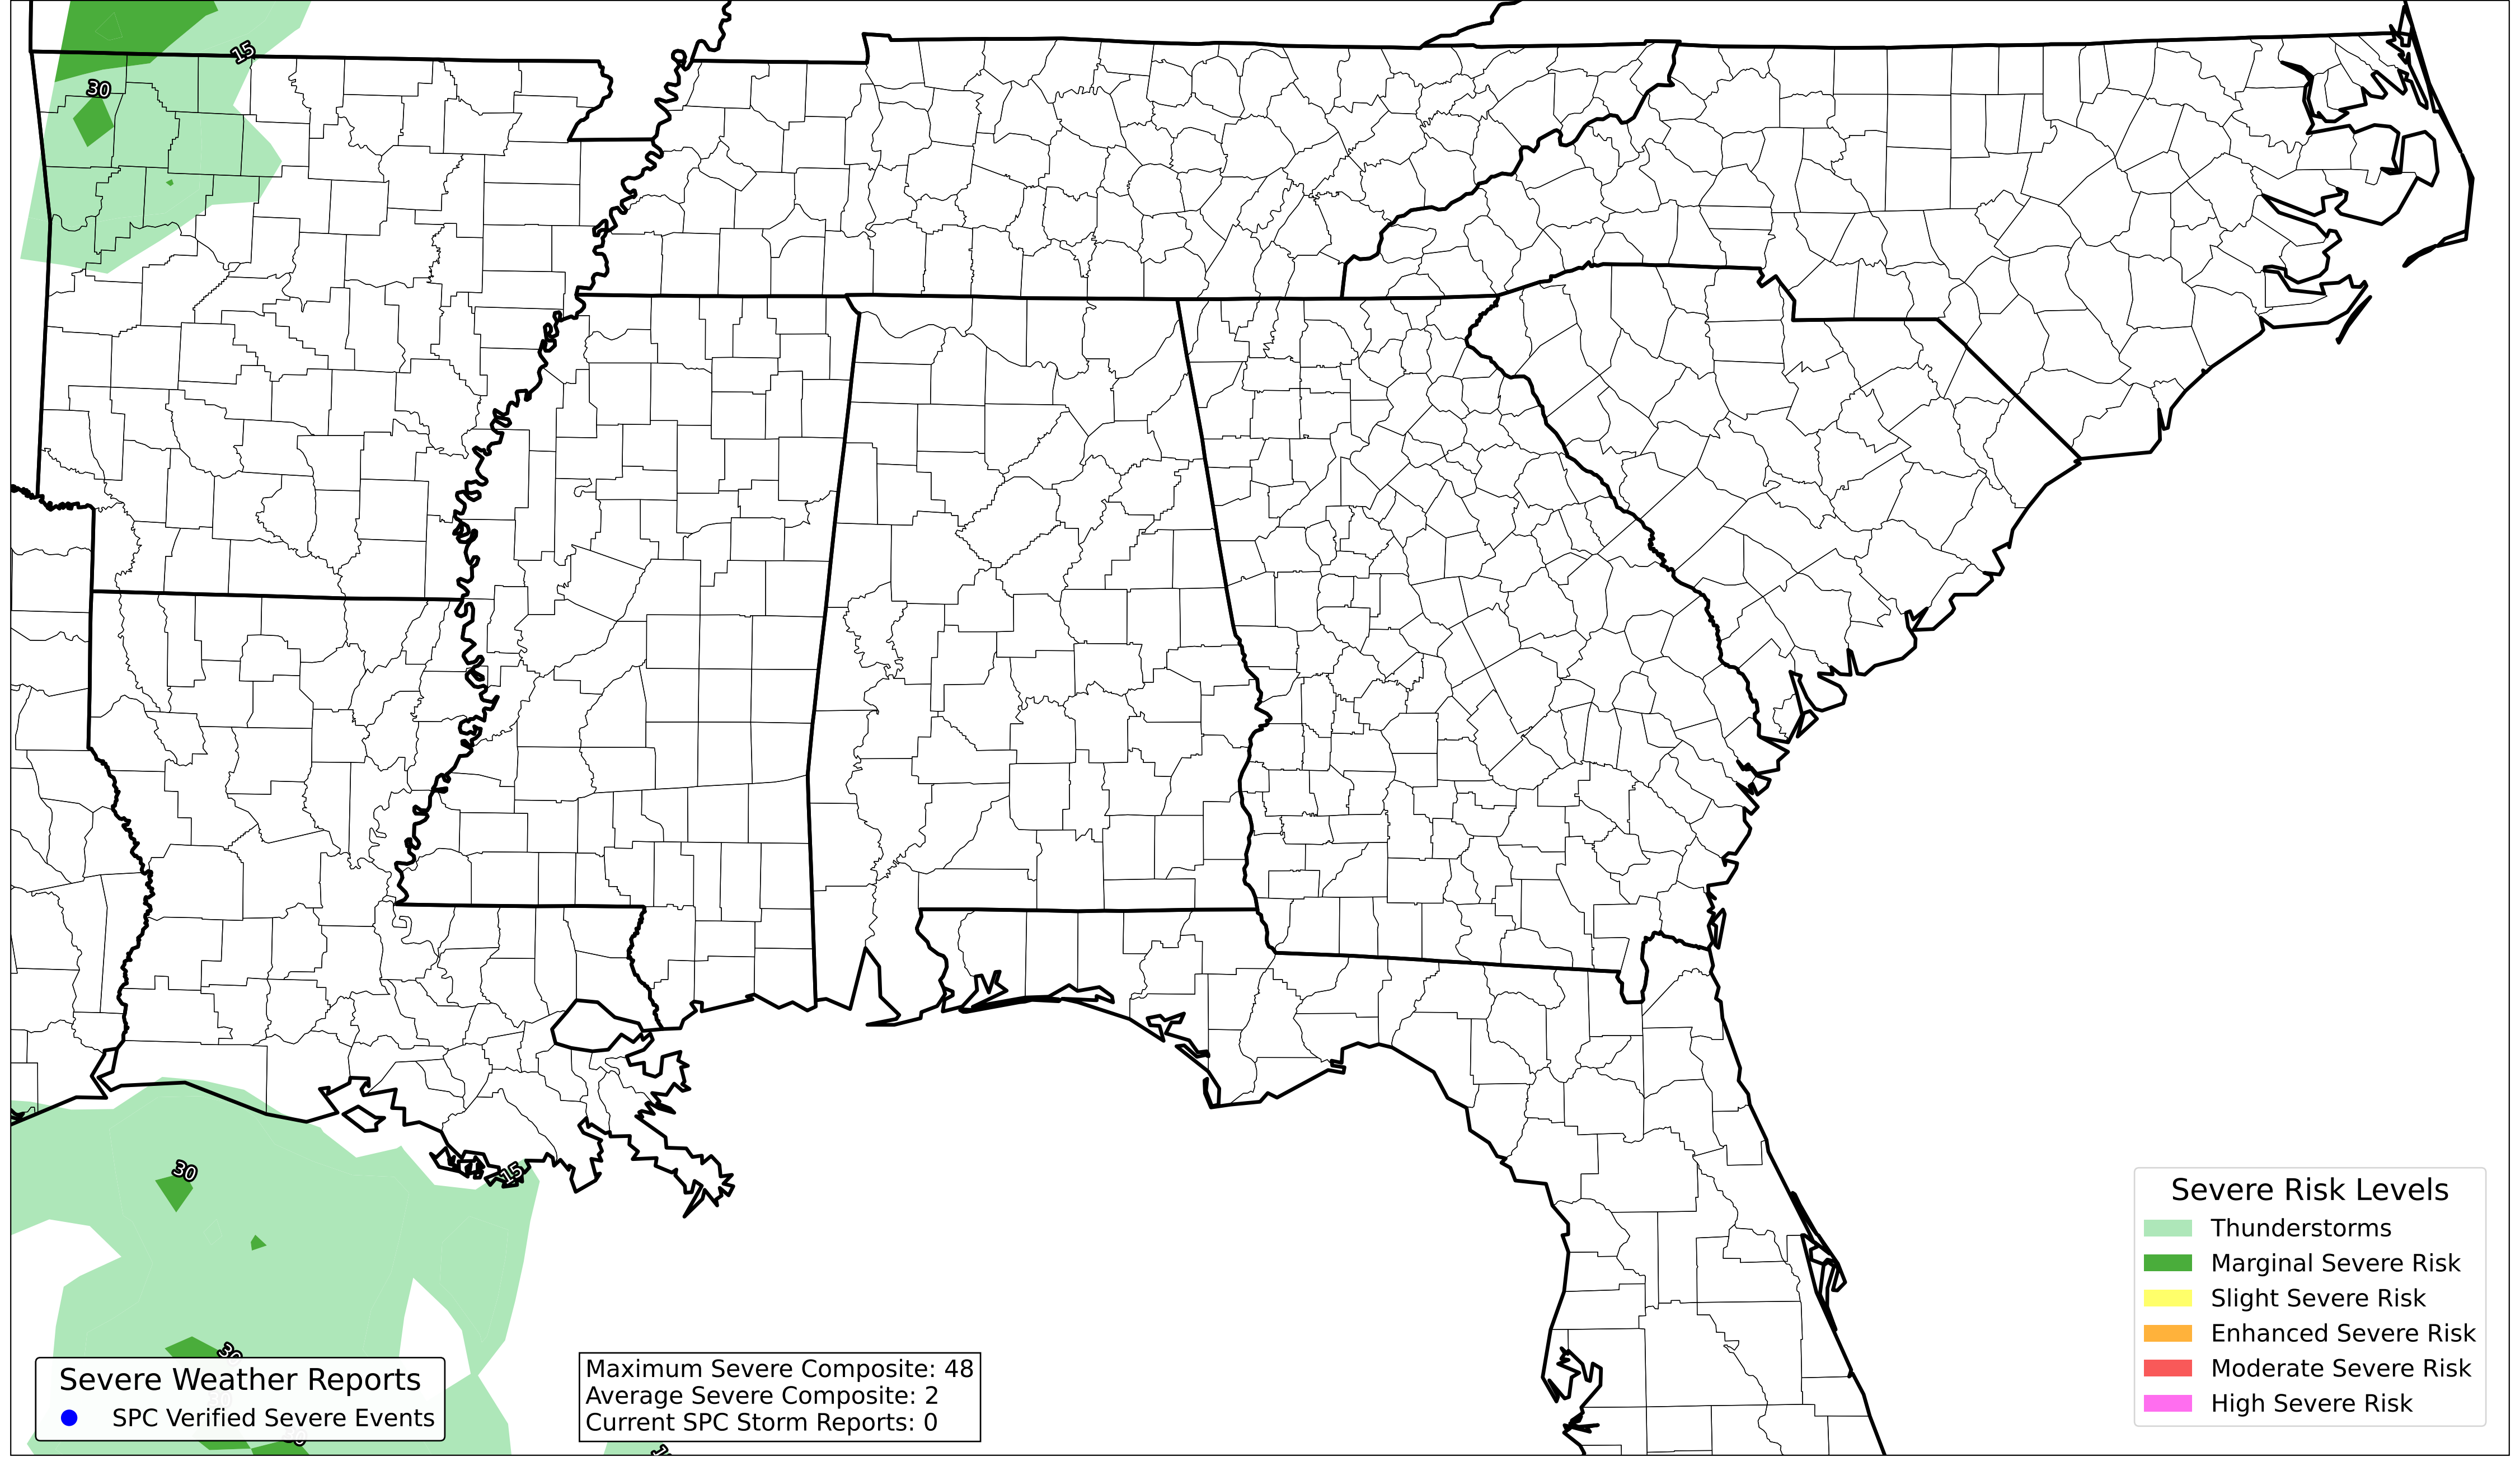 15
30
30
15
30
Severe Weather Reports
SPC Verified Severe Events
Maximum Severe Composite: 48
Average Severe Composite: 2
Current SPC Storm Reports: 0
Severe Risk Levels
Thunderstorms
Marginal Severe Risk
Slight Severe Risk
Enhanced Severe Risk
Moderate Severe Risk
High Severe Risk